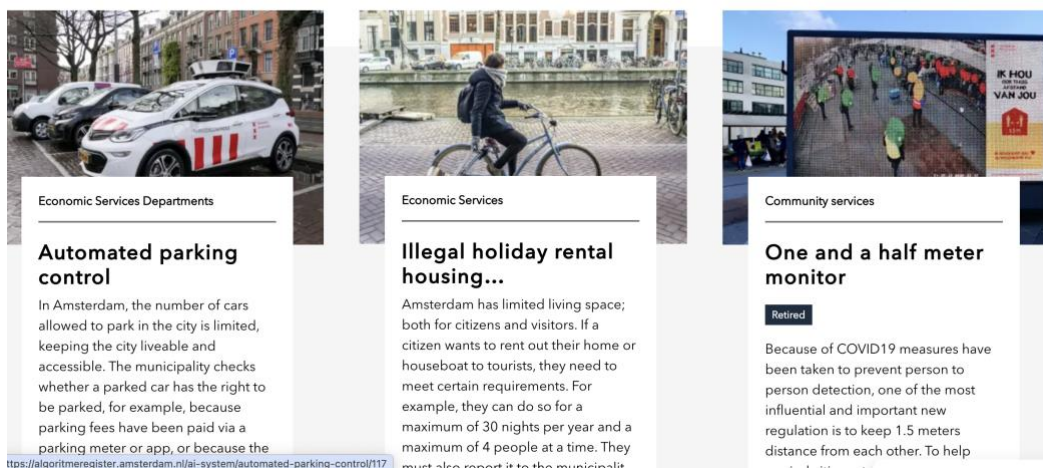 IK HOU
VAN JOU
Economic Services Departments
Automated parking
control
In Amsterdam, the number of cars
allowed to park in the city is limited,
keeping the city liveable and
accessible. The municipality checks
whether a parked car has the right to
be parked, for example, because
parking fees have been paid via a
parking meter or app, or because the
ttps://algoritmeregister.amsterdam.nl/ai-system/automated-parking-control/117
Economic Services
Illegal holiday rental
housing...
Amsterdam has limited living space;
both for citizens and visitors. If a
citizen wants to rent out their home or
houseboat to tourists, they need to
meet certain requirements. For
example, they can do so for a
maximum of 30 nights per year and a
maximum of 4 people at a time. They
must also report it to the municipalit
Community services
One and a half meter
monitor
Retired
Because of COVID19 measures have
been taken to prevent person to
person detection, one of the most
influential and important new
regulation is to keep 1.5 meters
distance from each other. To help